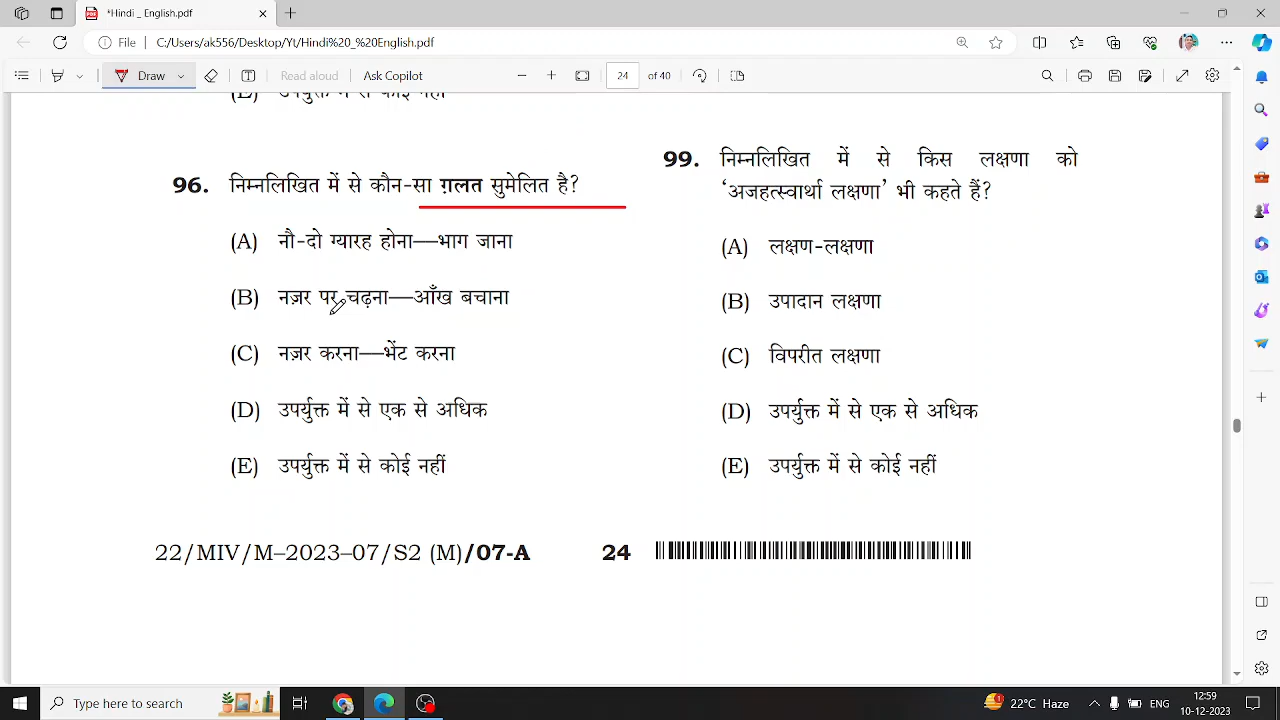 *Hindi _ English.pdf
File
C:/Users/ak556/Desktop/Yt/Hindi%20_%20English.pdf
Draw
Read aloud
Ask Copilot
24 of 40
(E) उपर्युक्त में से कोई नहीं
96. निम्नलिखित में से कौन-सा ग़लत सुमेलित है?
(A) नौ-दो ग्यारह होना—भाग जाना
(B) नज़र पर चढ़ना—आँख बचाना
(C) नज़र करना—भेंट करना
(D) उपर्युक्त में से एक से अधिक
(E) उपर्युक्त में से कोई नहीं
99. निम्नलिखित में से किस लक्षणा को
‘अजहत्स्वार्था लक्षणा’ भी कहते हैं?
(A) लक्षण-लक्षणा
(B) उपादान लक्षणा
(C) विपरीत लक्षणा
(D) उपर्युक्त में से एक से अधिक
(E) उपर्युक्त में से कोई नहीं
22/MIV/M–2023–07/S2 (M)/07-A
24
Type here to search
22°C Haze
ENG
12:59
10-12-2023